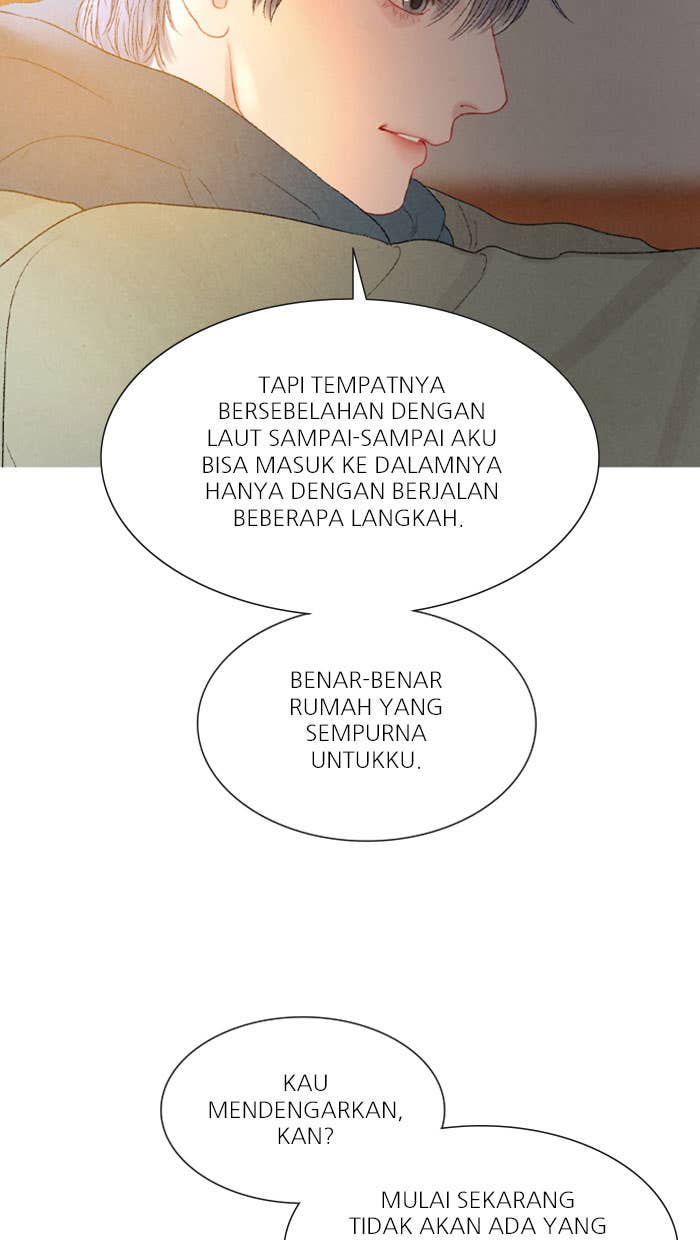 TAPI TEMPATNYA
BERSEBELAHAN DENGAN
LAUT SAMPAI-SAMPAI AKU
BISA MASUK KE DALAMNYA
HANYA DENGAN BERJALAN
BEBERAPA LANGKAH.
BENAR-BENAR
RUMAH YANG
SEMPURNA
UNTUKKU.
KAU
MENDENGARKAN,
KAN?
MULAI SEKARANG
TIDAK AKAN ADA YANG